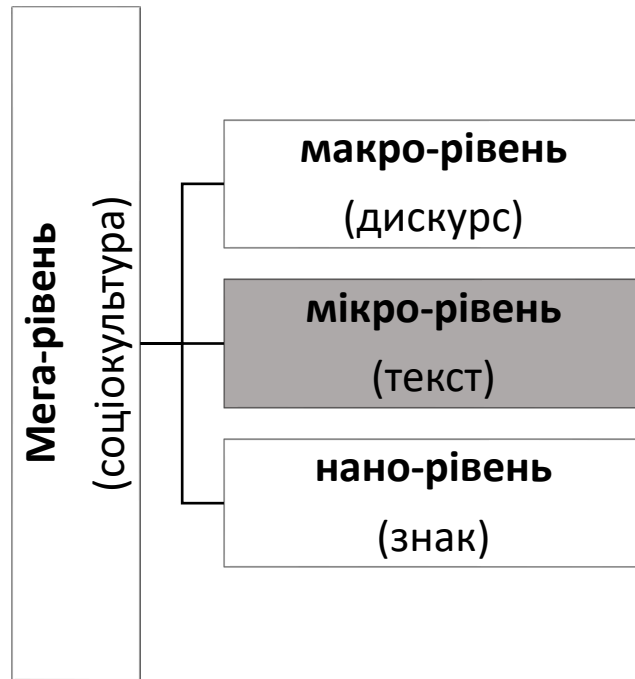 Мега-рівень
(соціокультура)
макро-рівень
(дискурс)
мікро-рівень
(текст)
нано-рівень
(знак)